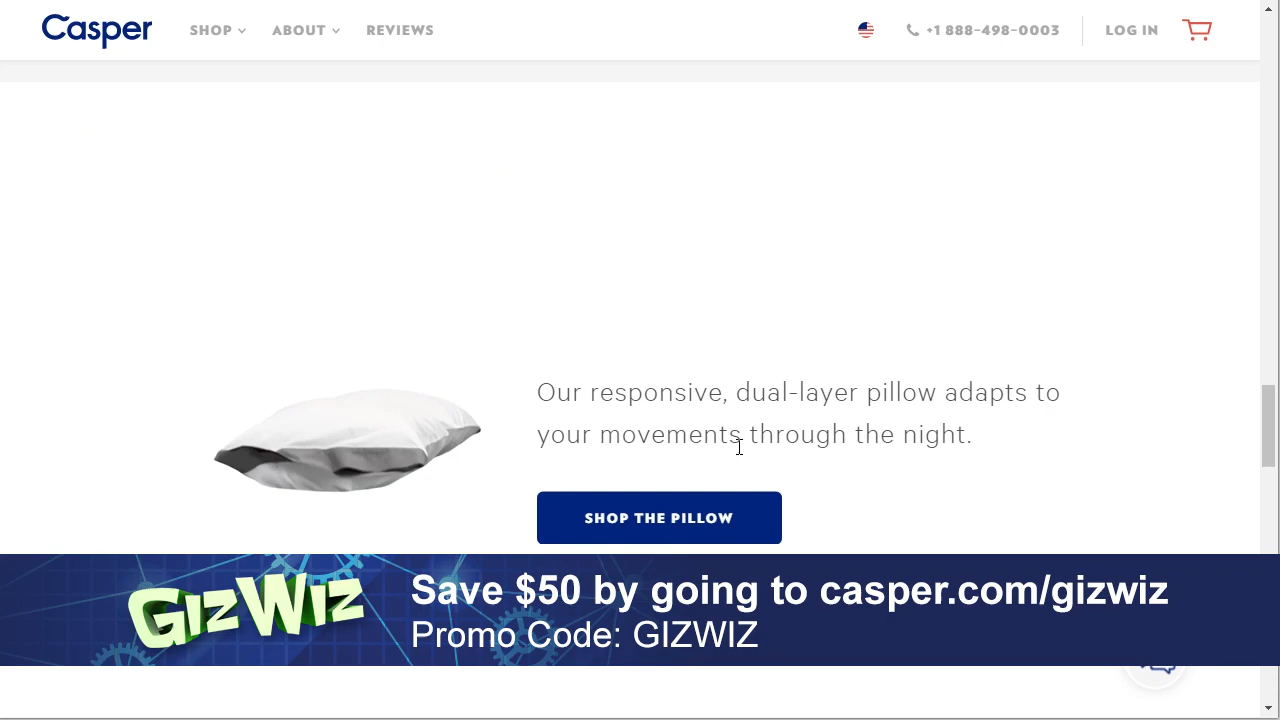 Casper SHOP ABOUT REVIEWS +1 888-498-0003 LOG IN
Our responsive, dual-layer pillow adapts to
your movements through the night.
SHOP THE PILLOW
GIZWIZ
Save $50 by going to casper.com/gizwiz
Promo Code: GIZWIZ